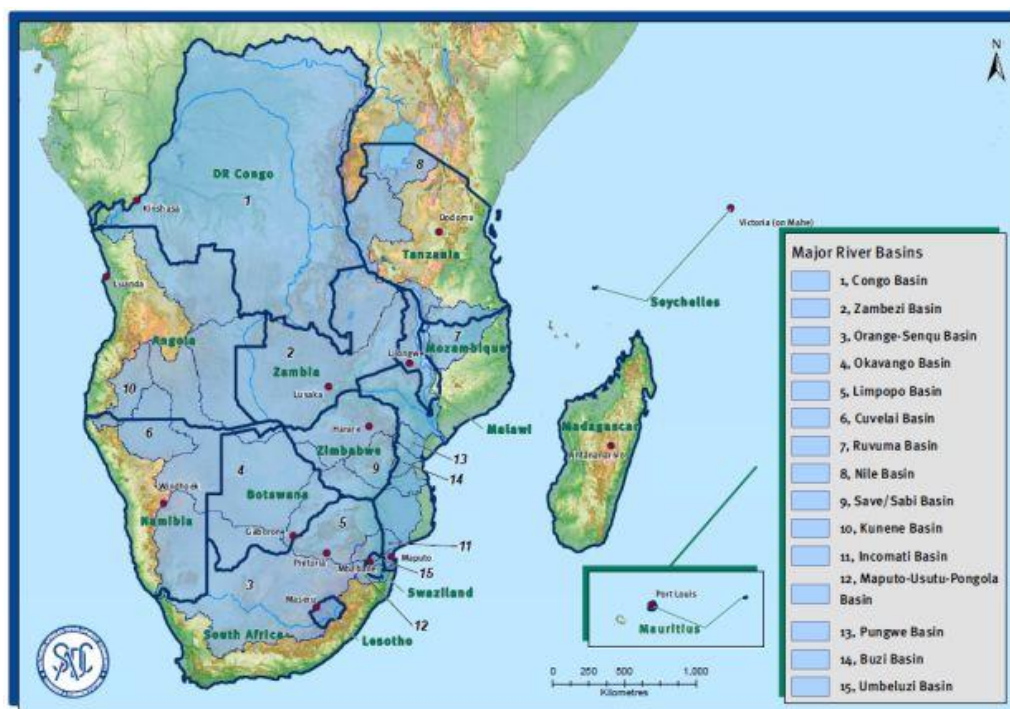 N
8
DR Congo
1
Kinshasa
Dodoma
Victoria (on Mahe)
Tanzania
Luanda
Seychelles
Angola
7
Mozambique
2
Lilongwe
Zambia
Lusaka
10
Malawi
Madagascar
Harare
6
Zimbabwe
Antananarivo
13
9
4
14
Windhoek
Botswana
Namibia
5
Gaborone
11
Pretoria
Maputo
Mbabane
15
3
Swaziland
Maseru
12
South Africa
Lesotho
Port Louis
Mauritius
SADC
0 250 500 1,000
Kilometres
Major River Basins
1, Congo Basin
2, Zambezi Basin
3, Orange-Senqu Basin
4, Okavango Basin
5, Limpopo Basin
6, Cuvelai Basin
7, Ruvuma Basin
8, Nile Basin
9, Save/Sabi Basin
10, Kunene Basin
11, Incomati Basin
12, Maputo-Usutu-Pongola
Basin
13, Pungwe Basin
14, Buzi Basin
15, Umbeluzi Basin